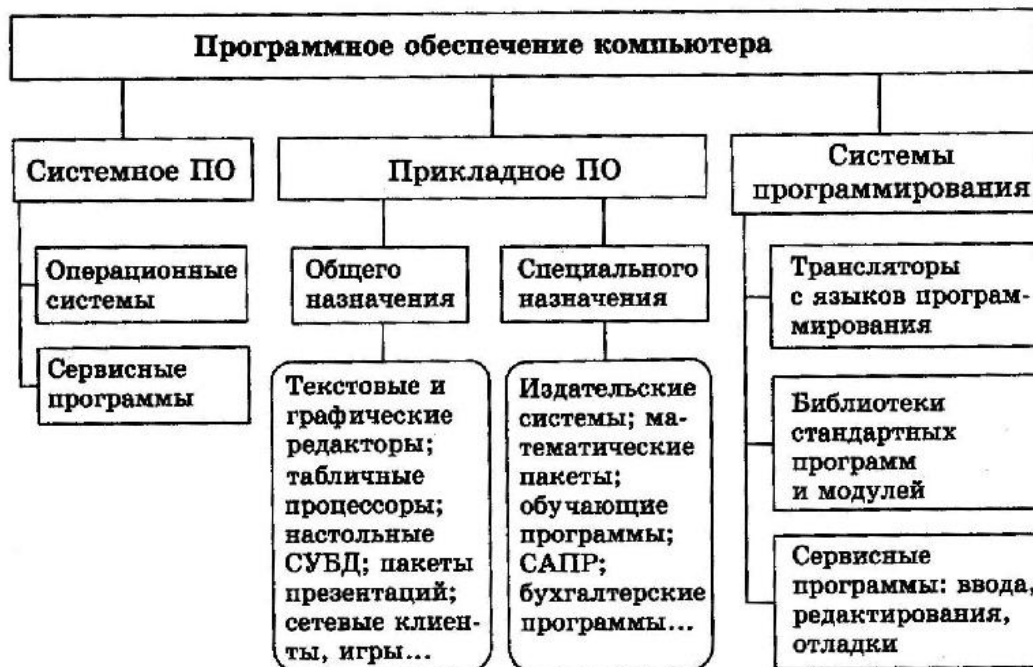 Программное обеспечение компьютера
Системное ПО
Операционные
системы
Сервисные
программы
Прикладное ПО
Общего
назначения
Текстовые и
графические
редакторы;
табличные
процессоры;
настольные
СУБД; пакеты
презентаций;
сетевые клиен-
ты, игры...
Специального
назначения
Издательские
системы; ма-
тематические
пакеты;
обучающие
программы;
САПР;
бухгалтерские
программы...
Системы
программирования
Трансляторы
с языков програм-
мирования
Библиотеки
стандартных
программ
и модулей
Сервисные
программы: ввода,
редактирования,
отладки